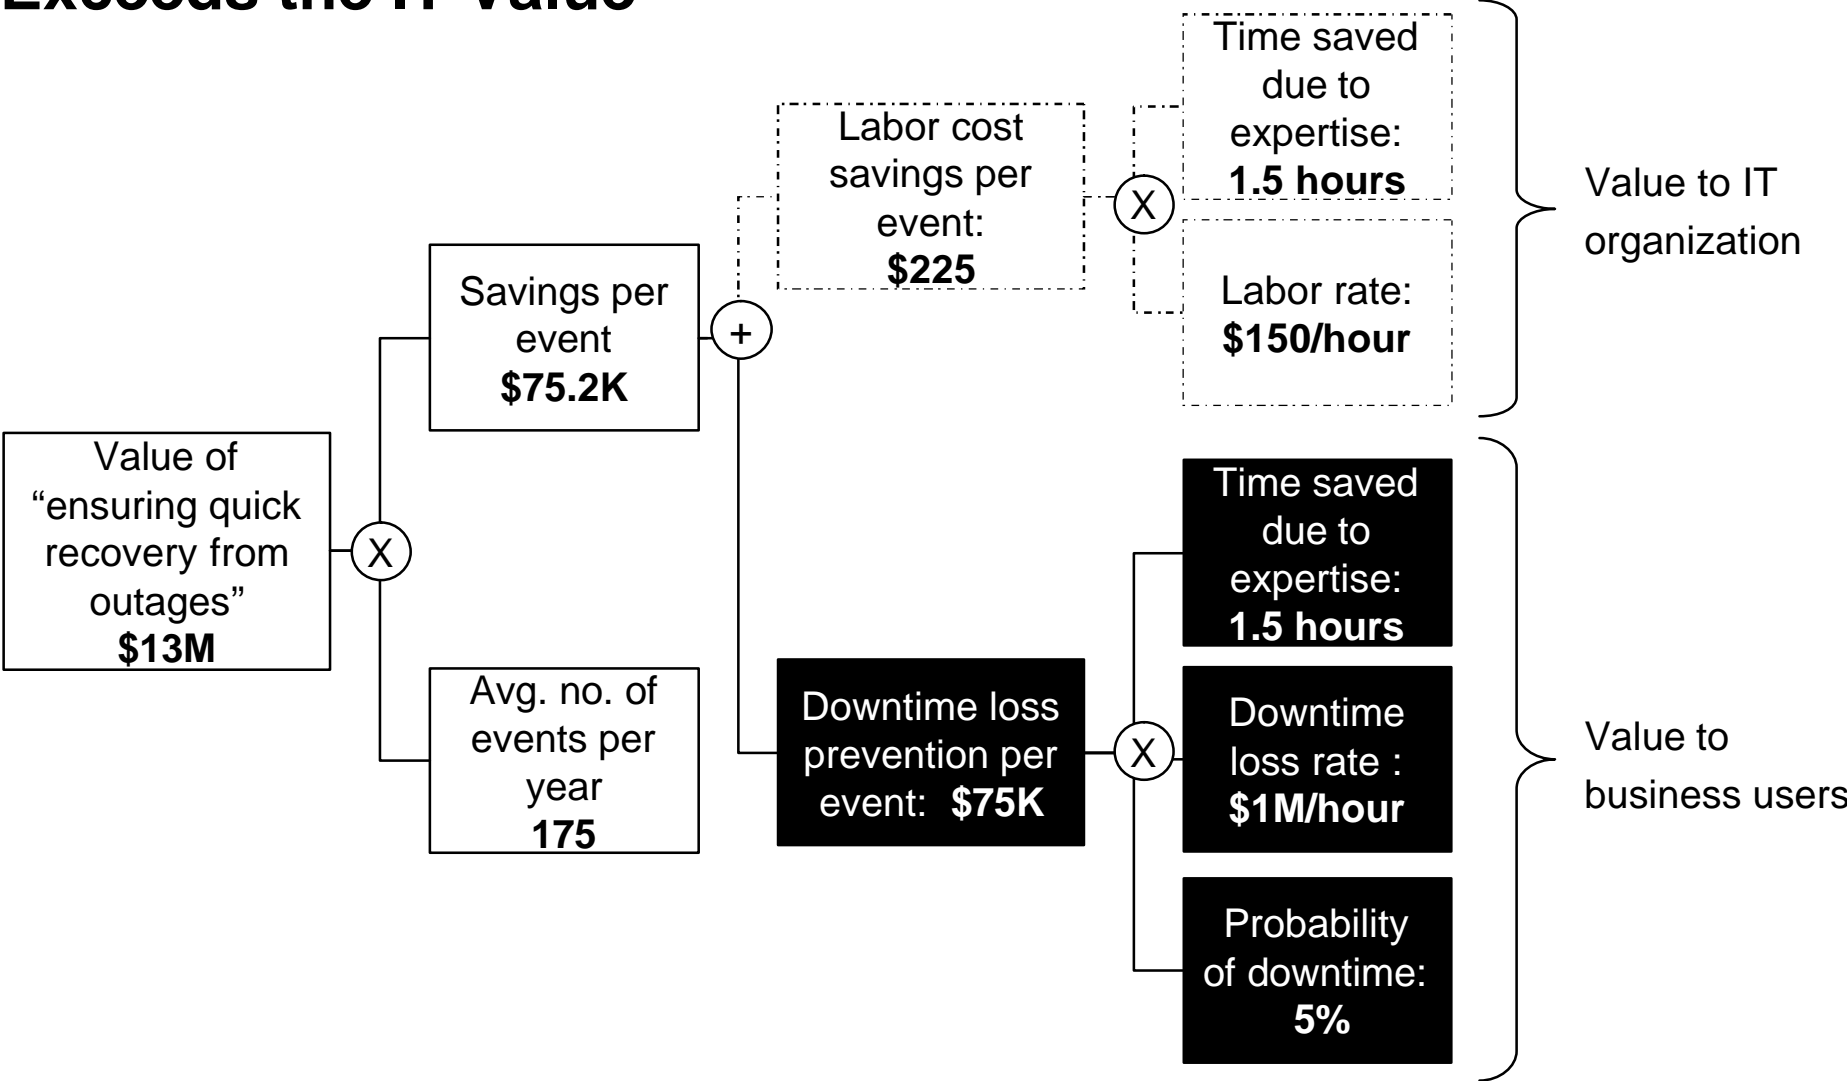 Exceeds the IT Value
Time saved
due to
expertise:
1.5 hours
Labor cost
savings per
event:
$225
X
Labor rate:
$150/hour
Value to IT
organization
Savings per
event
$75.2K
+
Value of
“ensuring quick
recovery from
outages”
$13M
X
Avg. no. of
events per
year
175
Downtime loss
prevention per
event: $75K
X
Time saved
due to
expertise:
1.5 hours
Downtime
loss rate :
$1M/hour
Probability
of downtime:
5%
Value to
business users